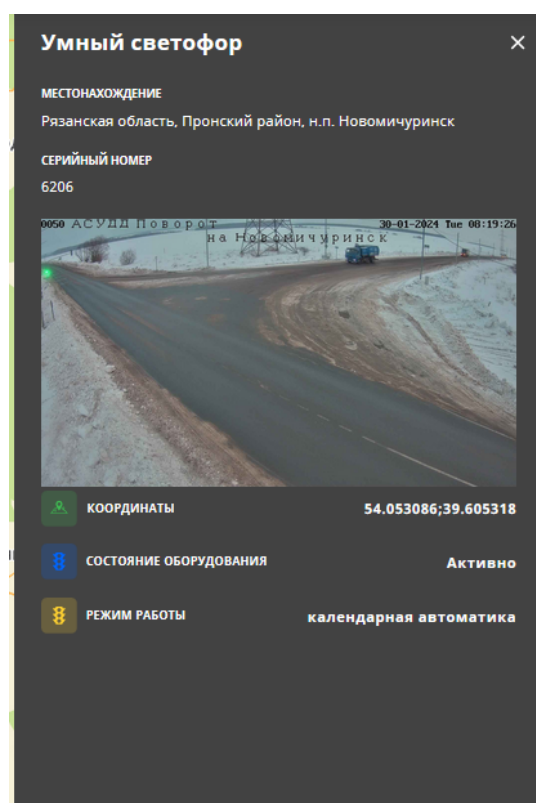 Умный светофор
МЕСТОНАХОЖДЕНИЕ
Рязанская область, Пронский район, н.п. Новомичуринск
СЕРИЙНЫЙ НОМЕР
6206
0050 АСУДД Поворот
на Новомичуринск
30-01-2024 Tue 08:19:26
КООРДИНАТЫ
54.053086;39.605318
СОСТОЯНИЕ ОБОРУДОВАНИЯ
Активно
РЕЖИМ РАБОТЫ
календарная автоматика